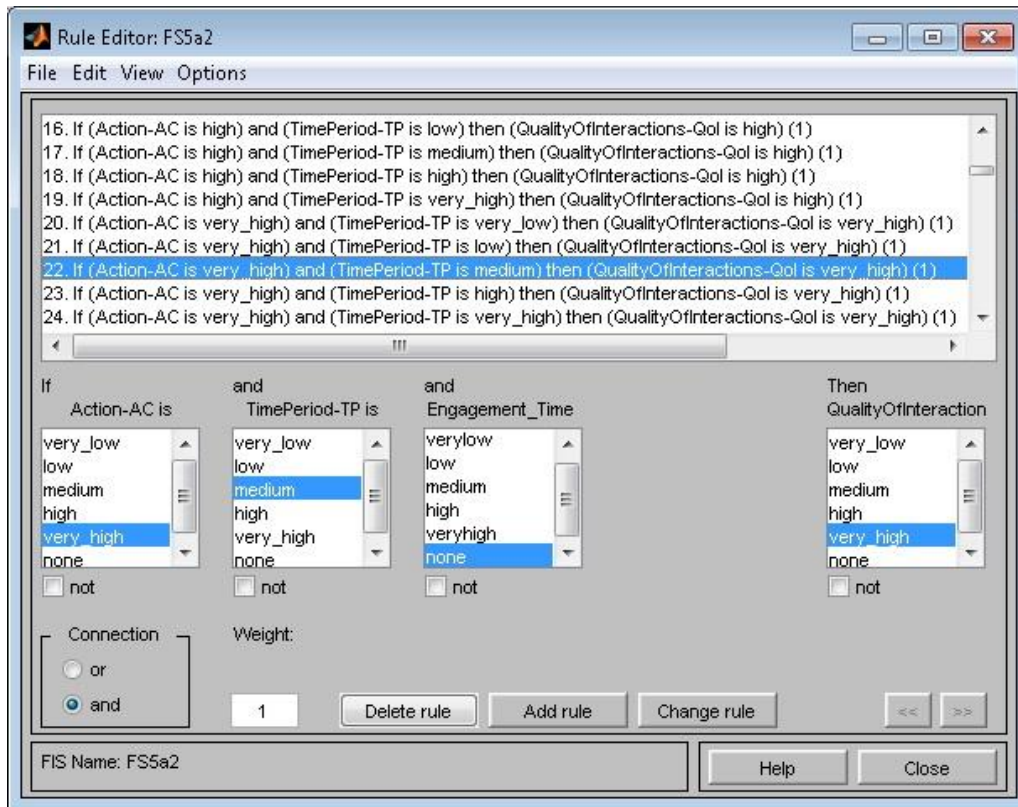 Rule Editor: FS5a2
File Edit View Options
16. If (Action-AC is high) and (TimePeriod-TP is low) then (QualityOfInteractions-QoI is high) (1)
17. If (Action-AC is high) and (TimePeriod-TP is medium) then (QualityOfInteractions-QoI is high) (1)
18. If (Action-AC is high) and (TimePeriod-TP is high) then (QualityOfInteractions-QoI is high) (1)
19. If (Action-AC is high) and (TimePeriod-TP is very_high) then (QualityOfInteractions-QoI is high) (1)
20. If (Action-AC is very_high) and (TimePeriod-TP is very_low) then (QualityOfInteractions-QoI is very_high) (1)
21. If (Action-AC is very_high) and (TimePeriod-TP is low) then (QualityOfInteractions-QoI is very_high) (1)
22. If (Action-AC is very_high) and (TimePeriod-TP is medium) then (QualityOfInteractions-QoI is very_high) (1)
23. If (Action-AC is very_high) and (TimePeriod-TP is high) then (QualityOfInteractions-QoI is very_high) (1)
24. If (Action-AC is very_high) and (TimePeriod-TP is very_high) then (QualityOfInteractions-QoI is very_high) (1)
If
Action-AC is
very_low
low
medium
high
very_high
none
not
and
TimePeriod-TP is
very_low
low
medium
high
very_high
none
not
and
Engagement_Time
verylow
low
medium
high
veryhigh
none
not
Then
QualityOfInteraction
very_low
low
medium
high
very_high
none
not
Connection
or
and
Weight:
1
Delete rule
Add rule
Change rule
<<
>>
FIS Name: FS5a2
Help
Close